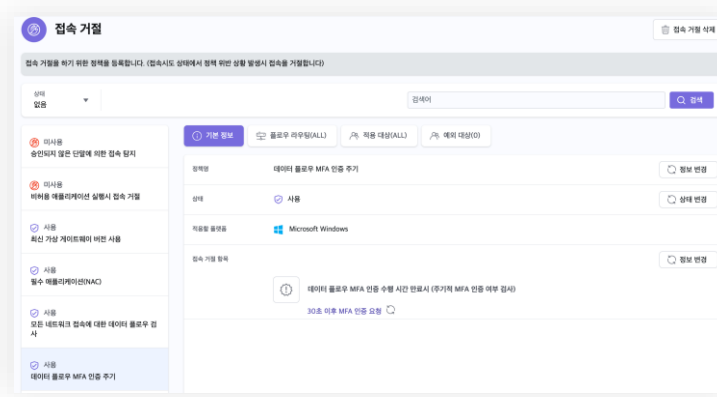 접속 거절
접속 거절 삭제
접속 거절을 하기 위한 정책을 등록합니다. (접속시도 상태에서 정책 위반 상황 발생시 접속을 거절합니다)
상태
없음
검색어
검색
미사용
승인되지 않은 단말에 의한 접속 탐지
미사용
비허용 애플리케이션 실행시 접속 거절
사용
최신 가상 게이트웨이 버전 사용
사용
필수 애플리케이션(NAC)
사용
모든 네트워크 접속에 대한 데이터 플로우 검
사
사용
데이터 플로우 MFA 인증 주기
기본 정보
플로우 라우팅(ALL)
적용 대상(ALL)
예외 대상(0)
정책명
데이터 플로우 MFA 인증 주기
정보 변경
상태
사용
상태 변경
적용할 플랫폼
Microsoft Windows
접속 거절 항목
정보 변경
데이터 플로우 MFA 인증 수행 시간 만료시 (주기적 MFA 인증 여부 검사)
30초 이후 MFA 인증 요청